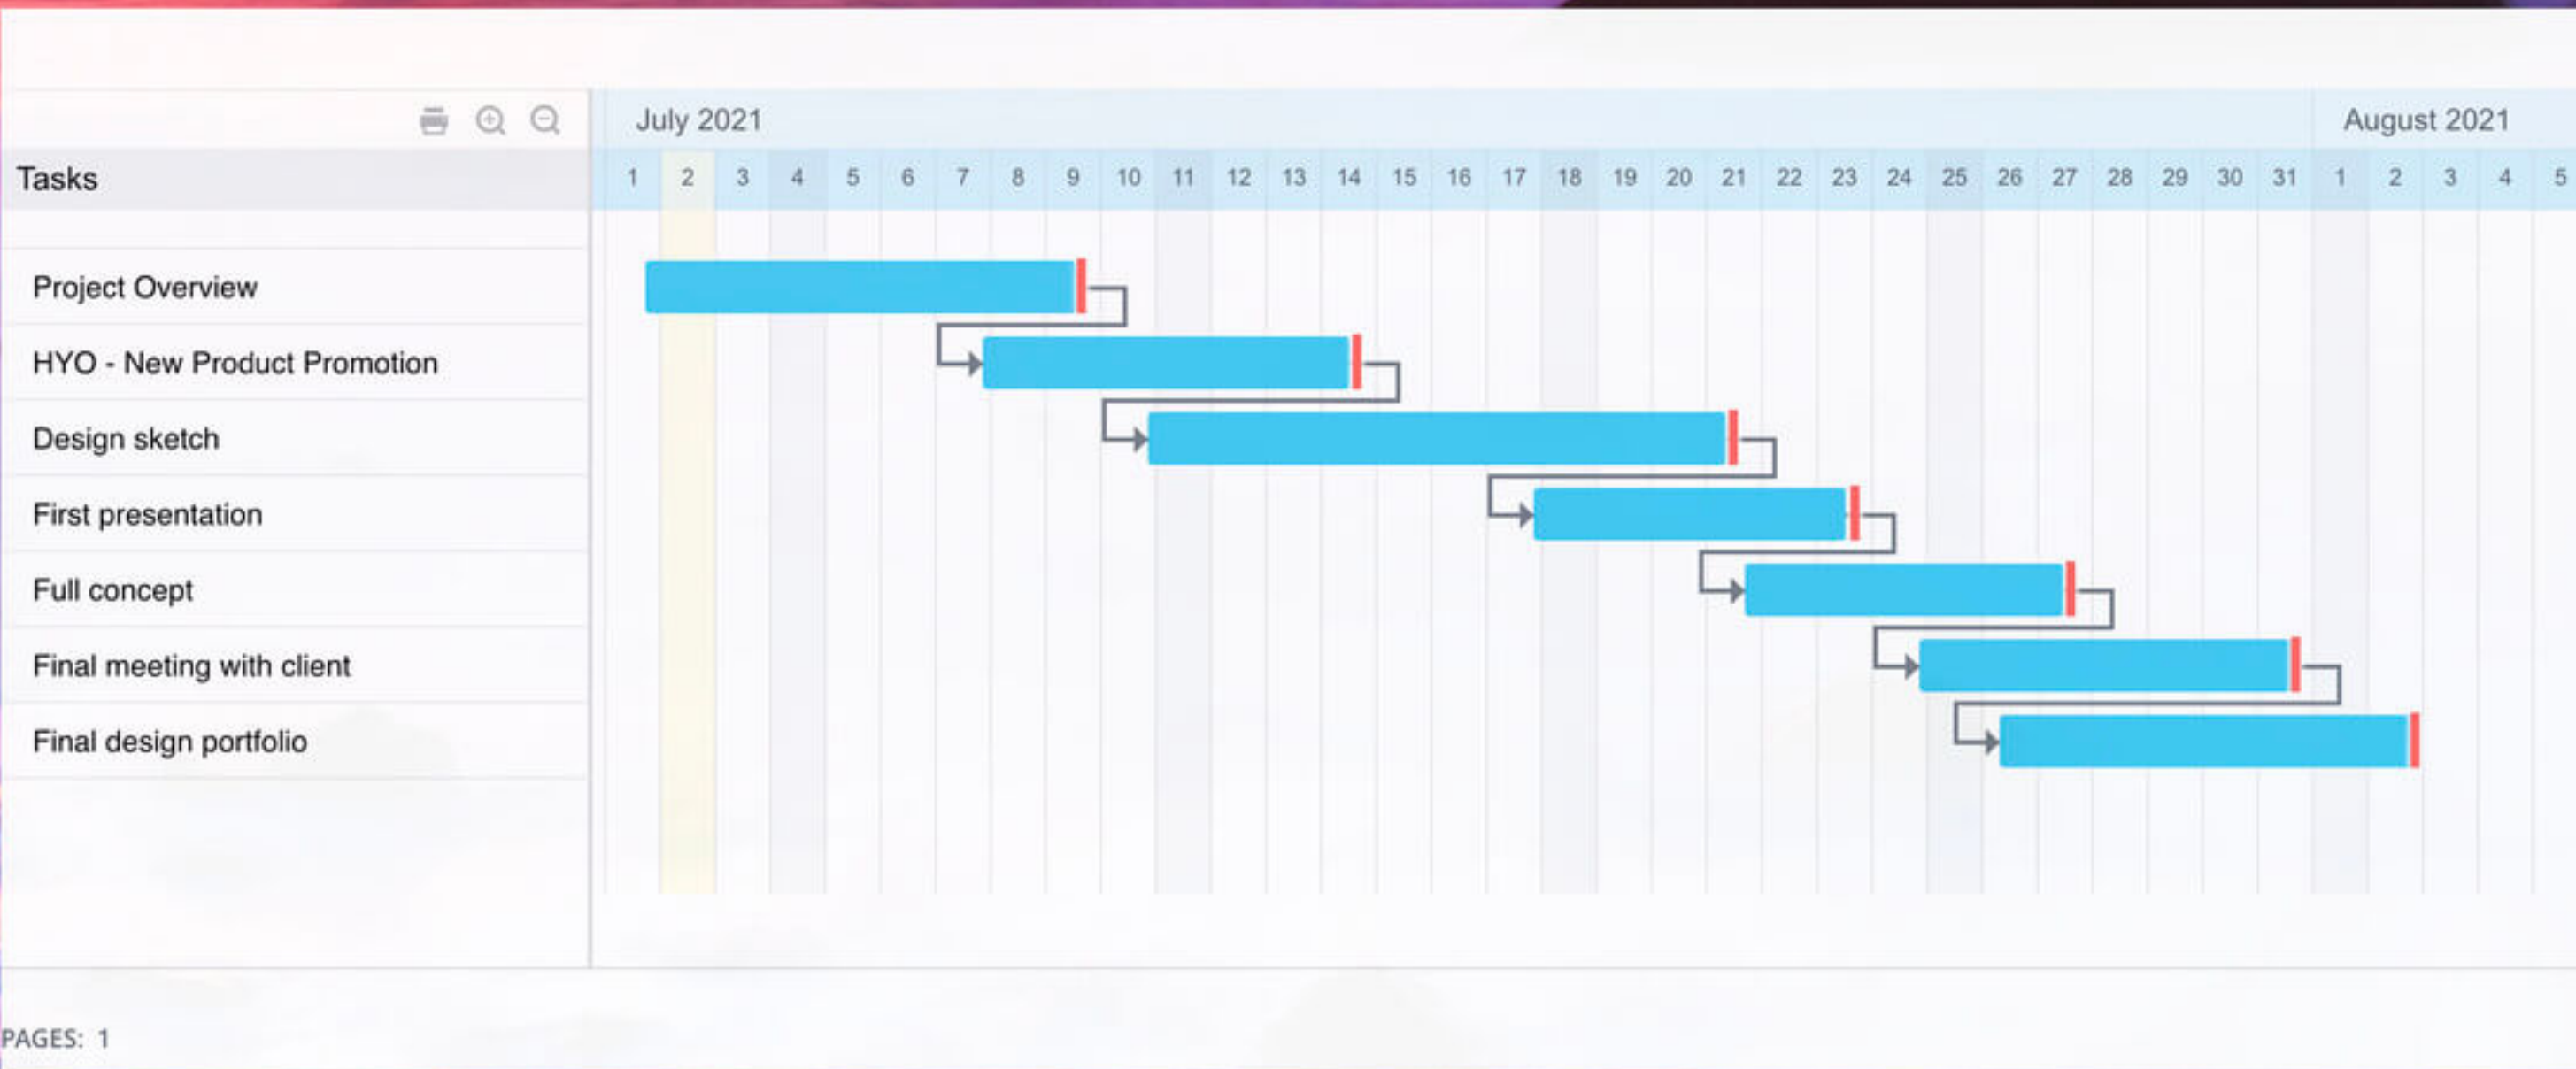 July 2021 August 2021
Tasks 1 2 3 4 5 6 7 8 9 10 11 12 13 14 15 16 17 18 19 20 21 22 23 24 25 26 27 28 29 30 31 1 2 3 4 5
Project Overview
HYO - New Product Promotion
Design sketch
First presentation
Full concept
Final meeting with client
Final design portfolio
PAGES: 1